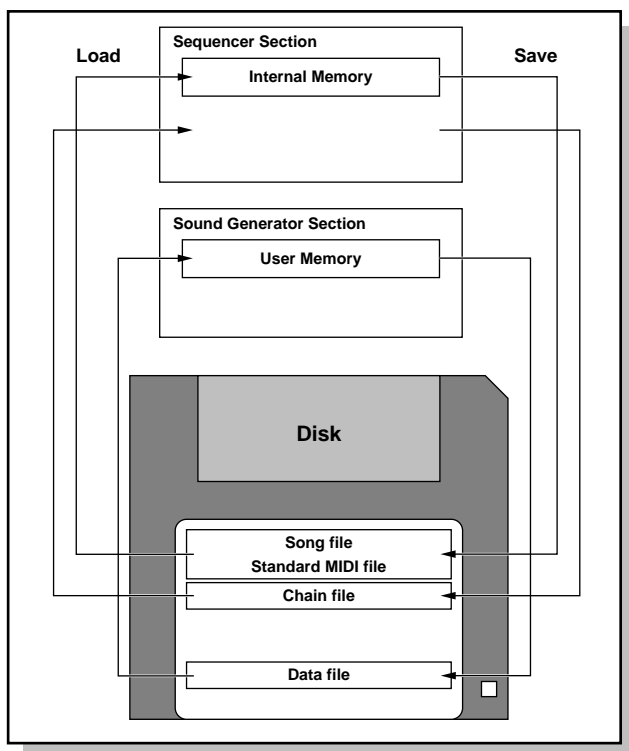 Load
Save
Sequencer Section
Internal Memory
Sound Generator Section
User Memory
Disk
Song file
Standard MIDI file
Chain file
Data file